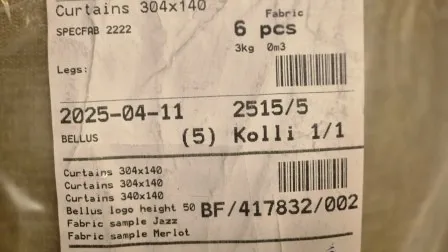 Curtains 304x140
Fabric
SPECFAB 2222
6 pcs
3kg 0m3
Legs:
2025-04-11 2515/5
BELLUS (5) Kolli 1/1
Curtains 304x140
Curtains 304x140
Curtains 340x140
Bellus logo height 50 BF/417832/002
Fabric sample Jazz
Fabric sample Merlot